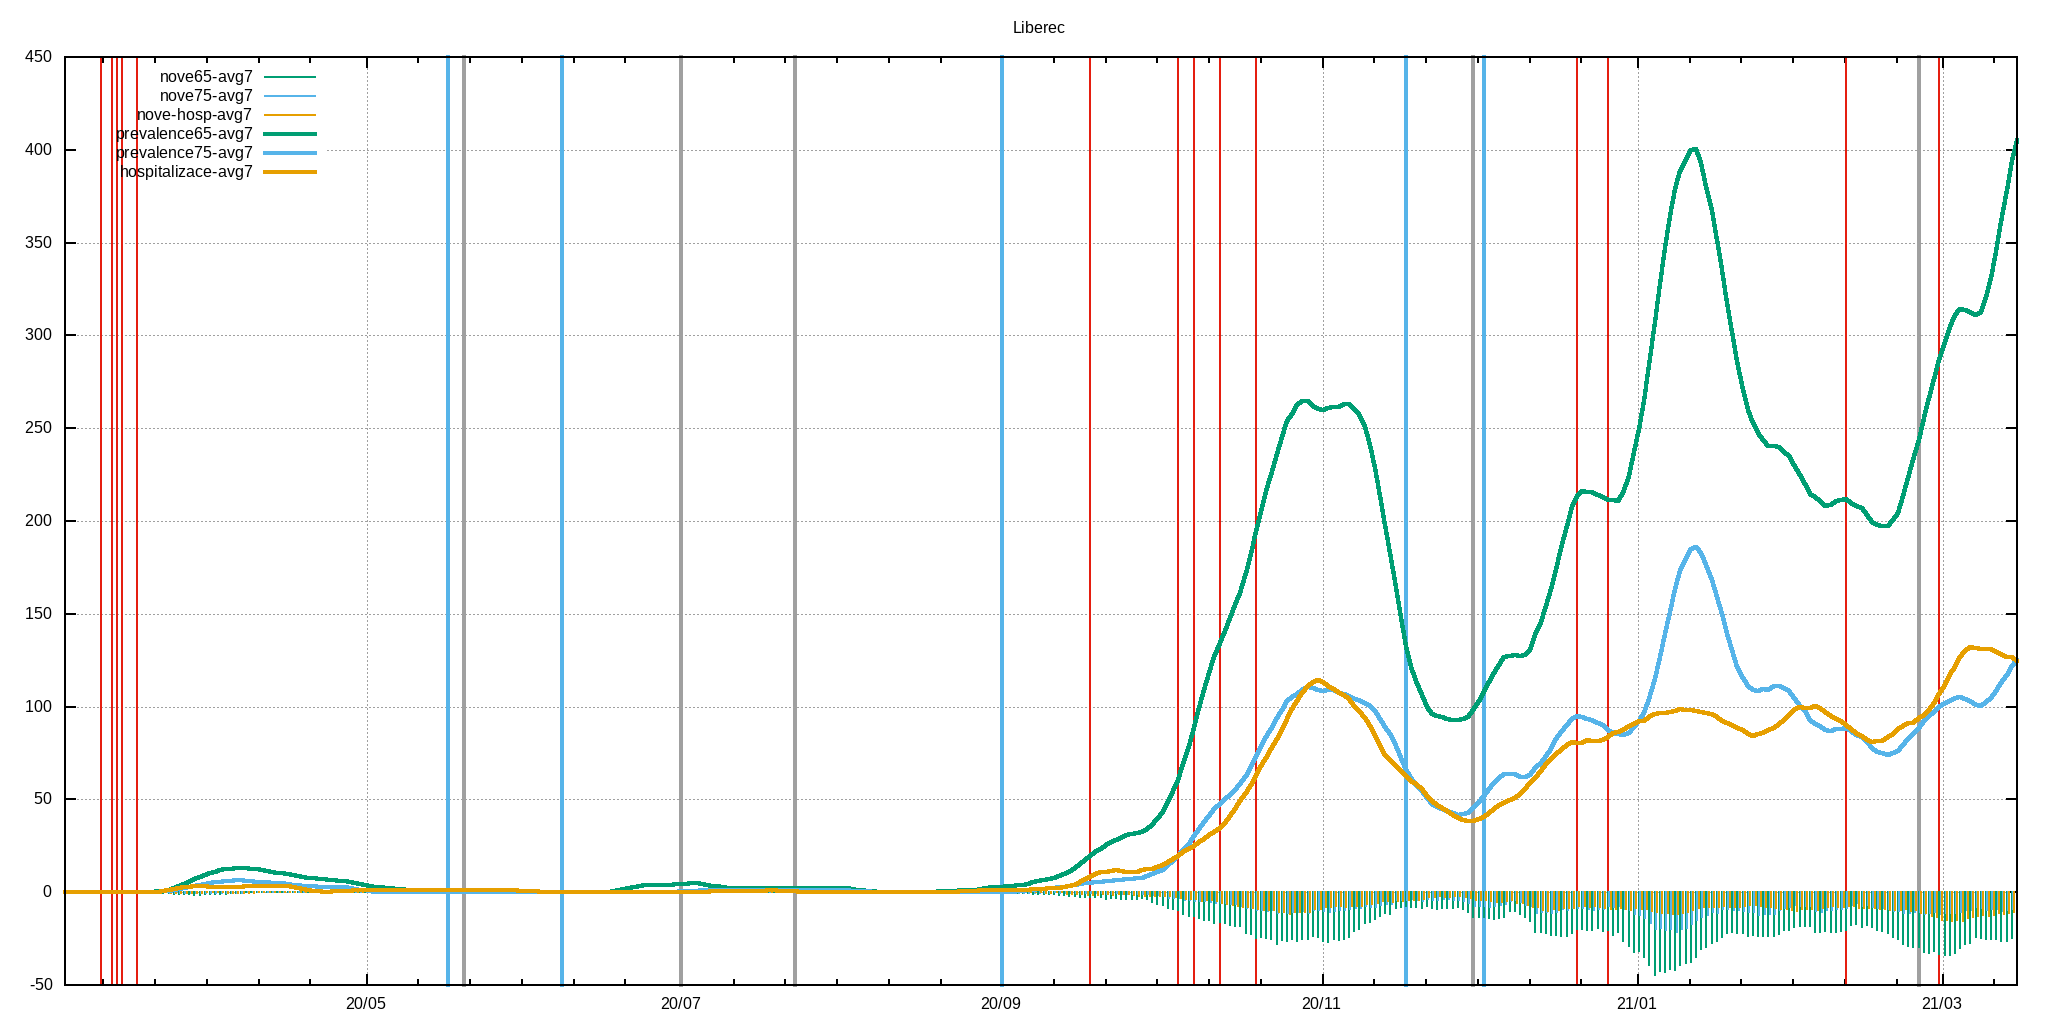 Liberec
nove65-avg7
nove75-avg7
nove-hosp-avg7
prevalence65-avg7
prevalence75-avg7
hospitalizace-avg7
450
400
350
300
250
200
150
100
50
0
-50
20/05 20/07 20/09 20/11 21/01 21/03